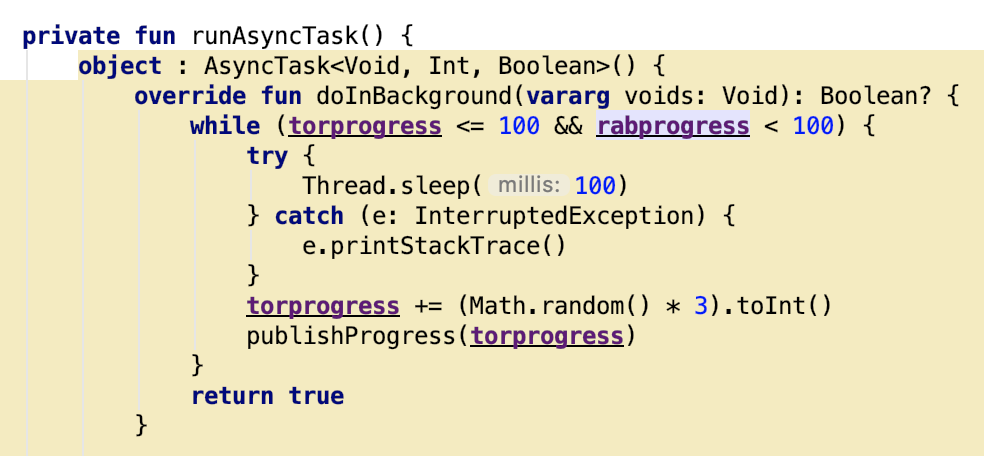 private fun runAsyncTask() {
object : AsyncTask<Void, Int, Boolean>() {
override fun doInBackground(vararg voids: Void): Boolean? {
while (torprogress <= 100 && rabprogress < 100) {
try {
Thread.sleep( millis: 100)
} catch (e: InterruptedException) {
e.printStackTrace()
}
torprogress += (Math.random() * 3).toInt()
publishProgress(torprogress)
}
return true
}